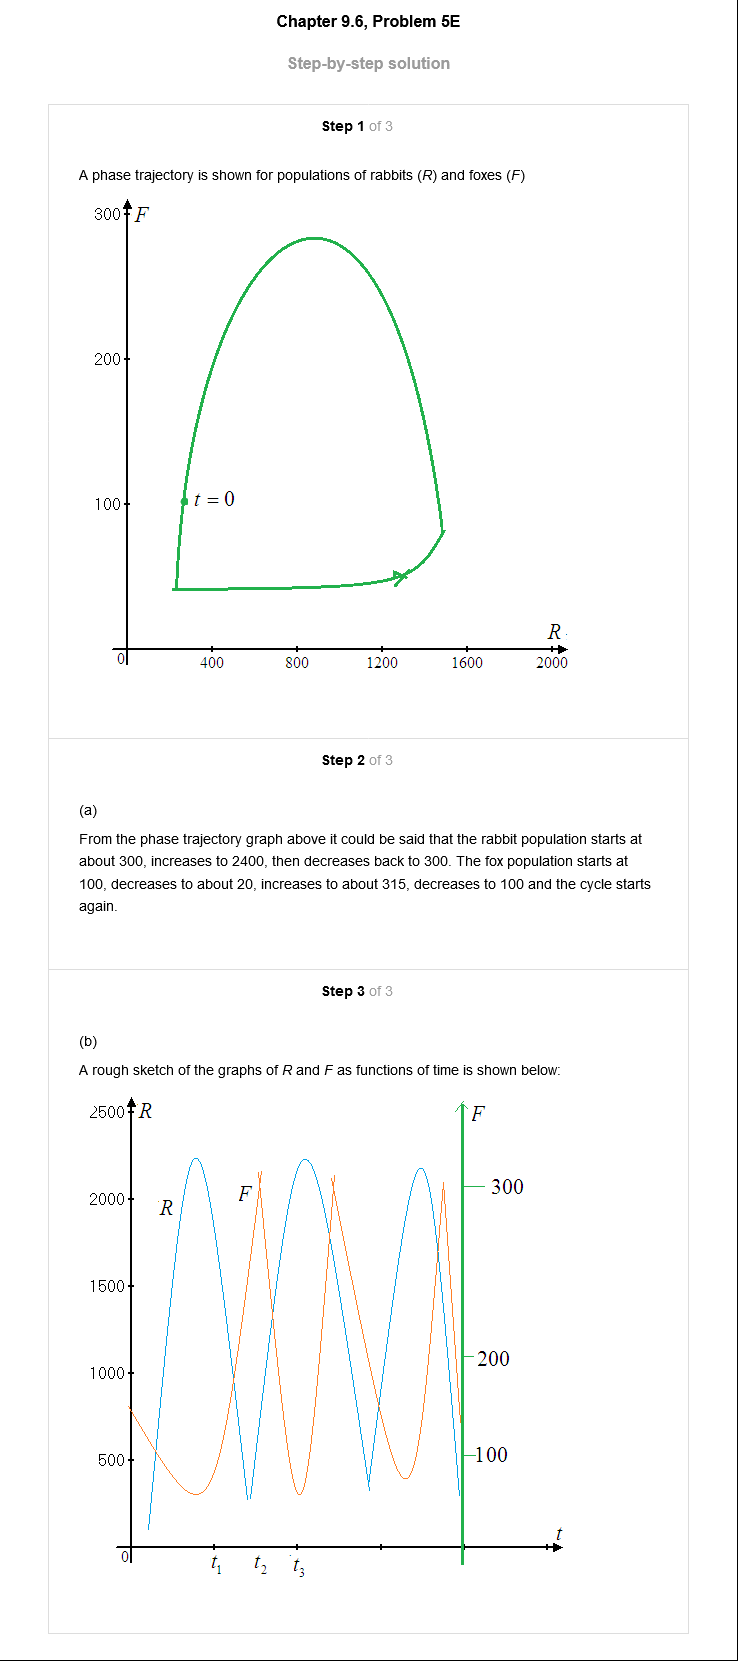 Chapter 9.6, Problem 5E
Step-by-step solution
Step 1 of 3
A phase trajectory is shown for populations of rabbits (R) and foxes (F)
300 F
200
100 t = 0
R
0 400 800 1200 1600 2000
Step 2 of 3
(a)
From the phase trajectory graph above it could be said that the rabbit population starts at
about 300, increases to 2400, then decreases back to 300. The fox population starts at
100, decreases to about 20, increases to about 315, decreases to 100 and the cycle starts
again.
Step 3 of 3
(b)
A rough sketch of the graphs of R and F as functions of time is shown below:
2500 R F
300
2000 R F
1500
200
1000
500 100
t
0 t1 t2 t3